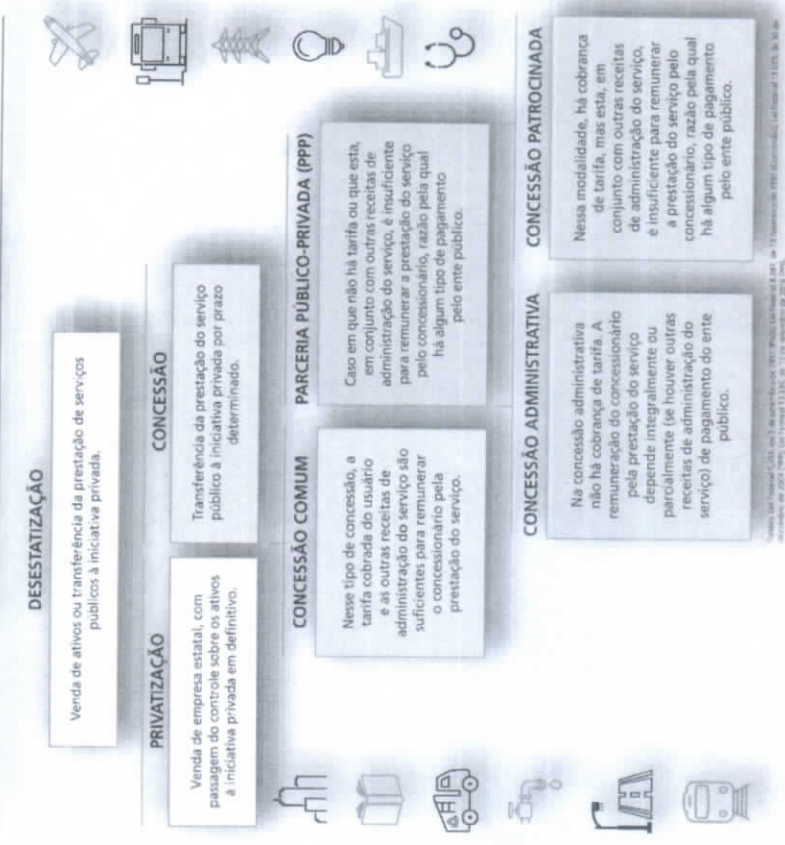 DESESTATIZAÇÃO
Venda de ativos ou transferência da prestação de serviços
públicos à iniciativa privada.
PRIVATIZAÇÃO
Venda de empresa estatal, com
passagem do controle sobre os ativos
à iniciativa privada em definitivo.
CONCESSÃO
Transferência da prestação do serviço
público à iniciativa privada por prazo
determinado.
CONCESSÃO COMUM
Nesse tipo de concessão, a
tarifa cobrada do usuário
e as outras receitas de
administração do serviço são
suficientes para remunerar
o concessionário pela
prestação do serviço.
PARCERIA PÚBLICO-PRIVADA (PPP)
Caso em que não há tarifa ou que esta,
em conjunto com outras receitas de
administração do serviço, é insuficiente
para remunerar a prestação do serviço
pelo concessionário, razão pela qual
há algum tipo de pagamento
pelo ente público.
CONCESSÃO ADMINISTRATIVA
Na concessão administrativa
não há cobrança de tarifa. A
remuneração do concessionário
pela prestação do serviço
depende integralmente ou
parcialmente (se houver outras
receitas de administração do
serviço) de pagamento do ente
público.
CONCESSÃO PATROCINADA
Nessa modalidade, há cobrança
de tarifa, mas esta, em
conjunto com outras receitas
de administração do serviço,
é insuficiente para remunerar
a prestação do serviço pelo
concessionário, razão pela qual
há algum tipo de pagamento
pelo ente público.